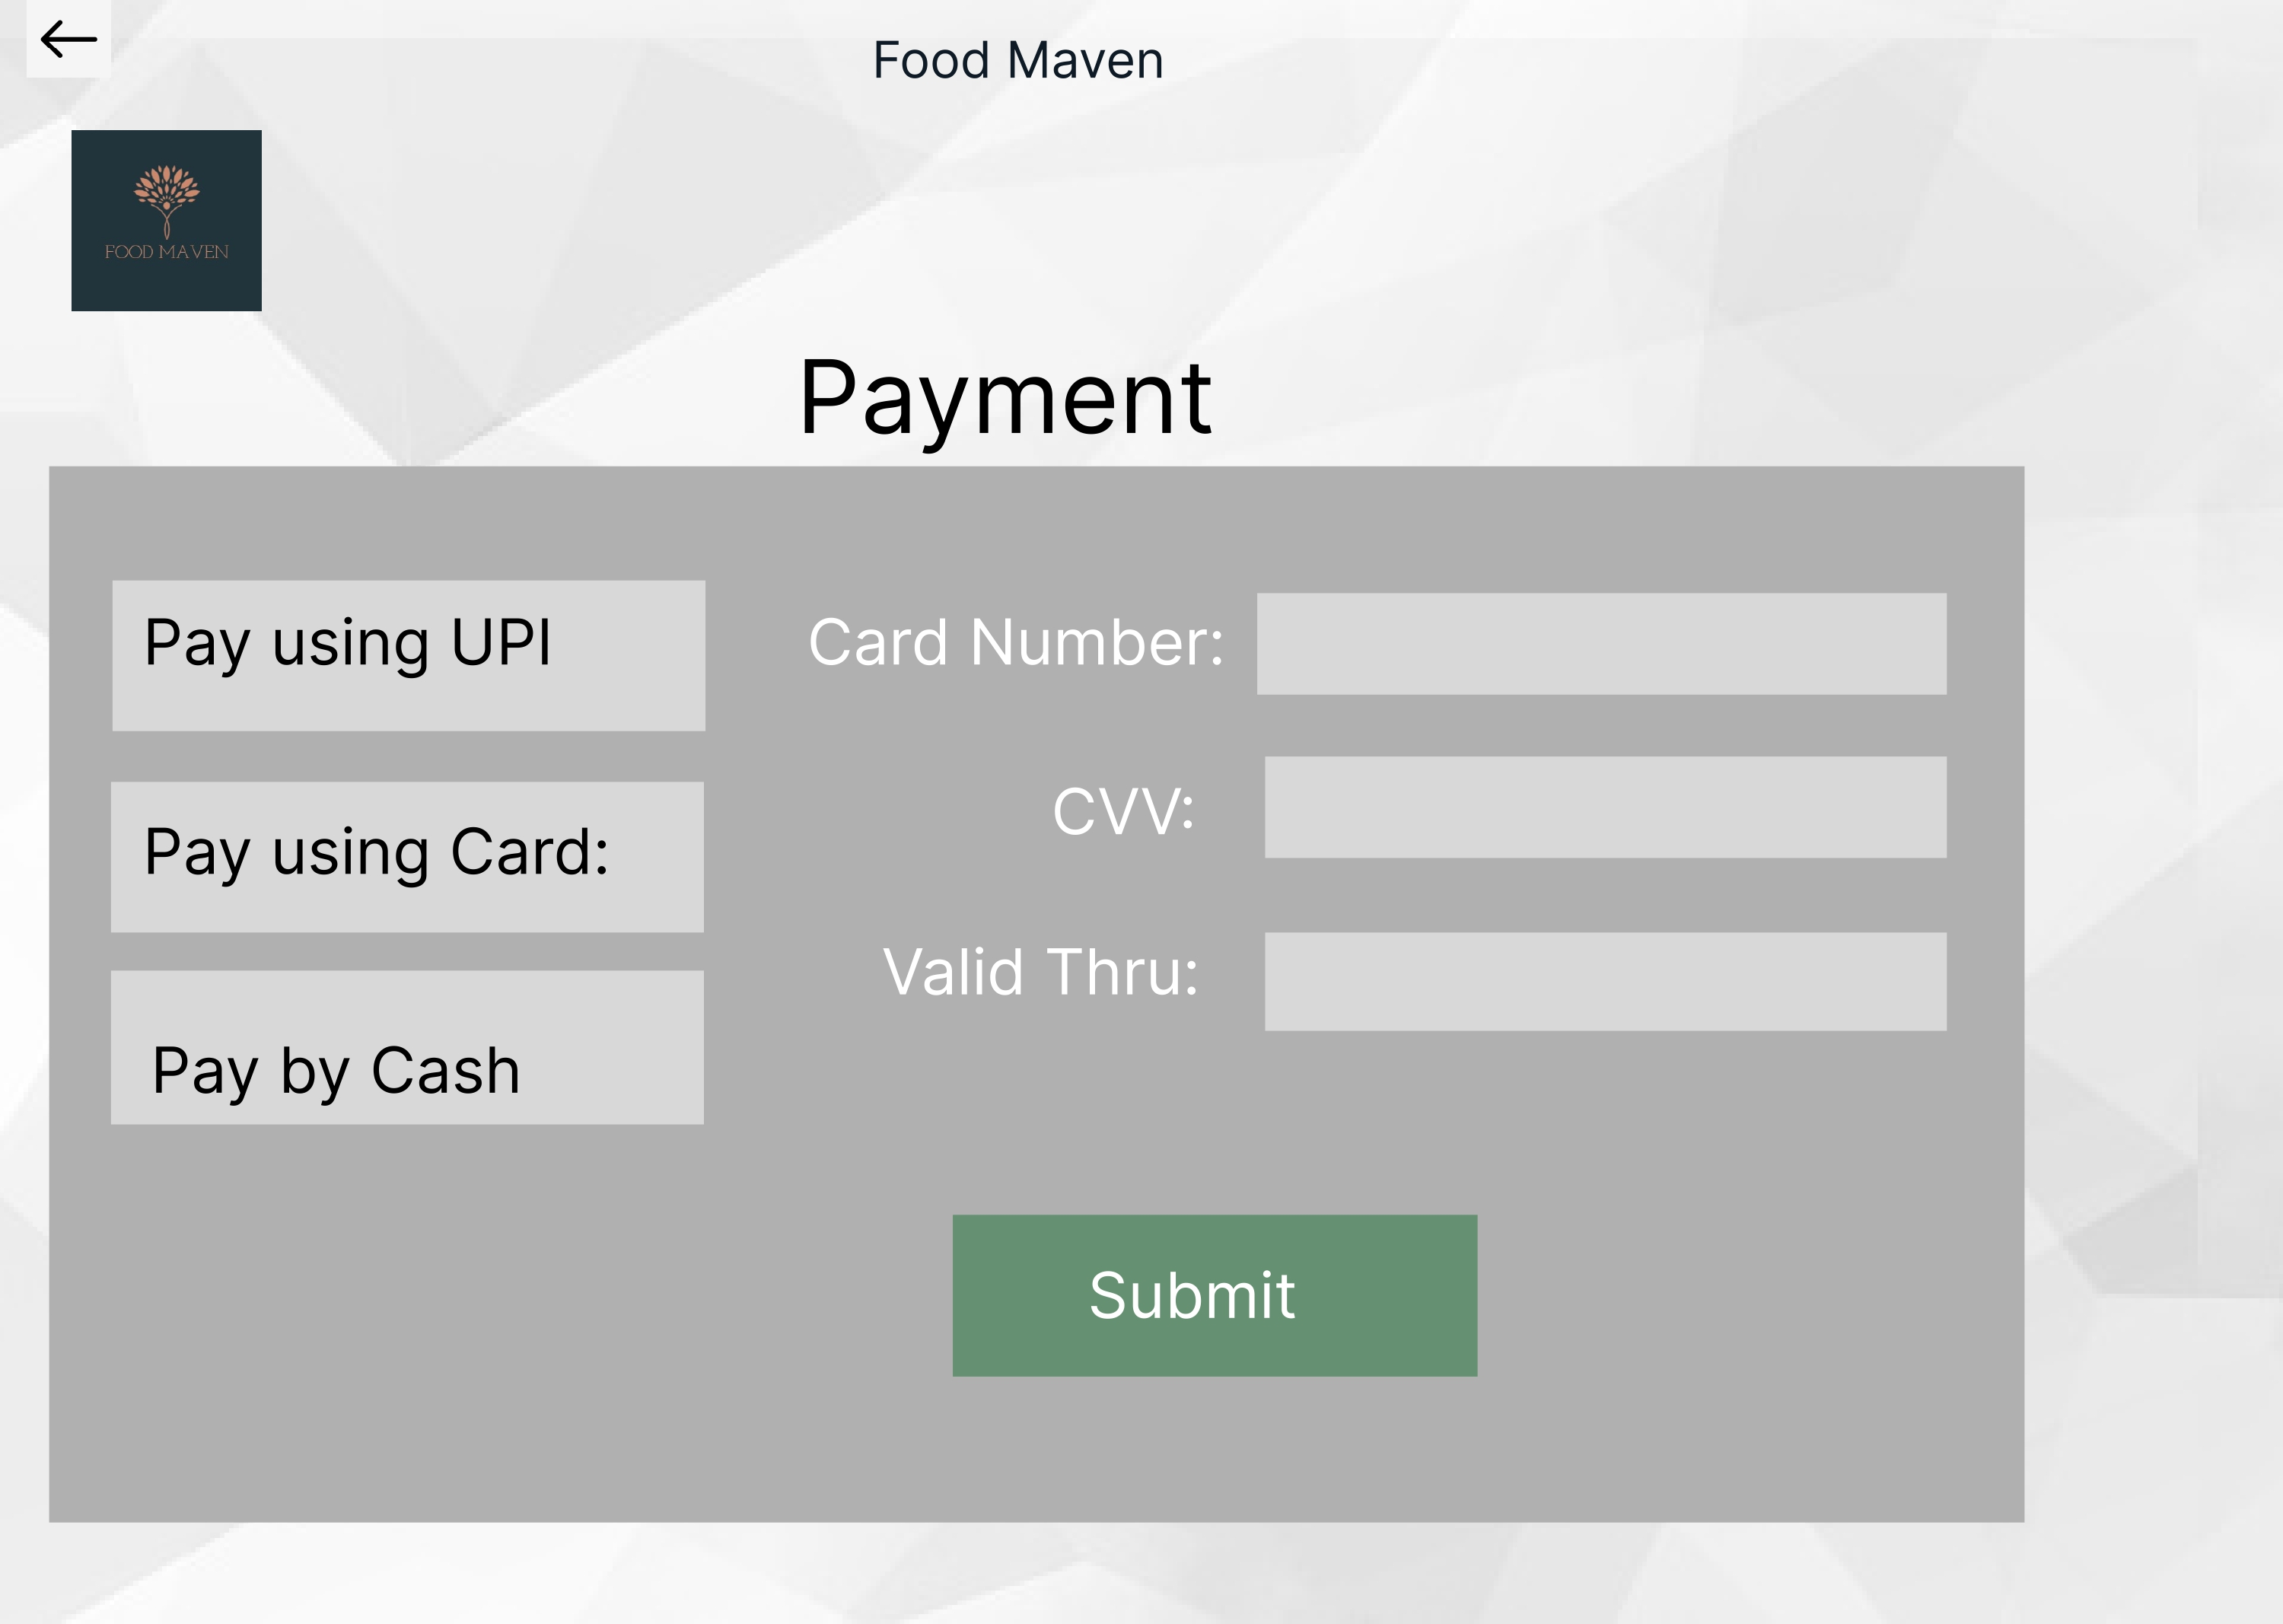 Food Maven
FOOD MAVEN
Payment
Pay using UPI
Pay using Card:
Pay by Cash
Card Number:
CVV:
Valid Thru:
Submit